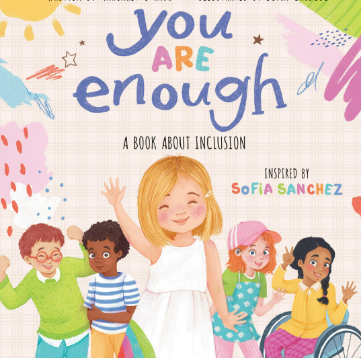 you
ARE
enough
A BOOK ABOUT INCLUSION
INSPIRED BY
SOFIA SANCHEZ